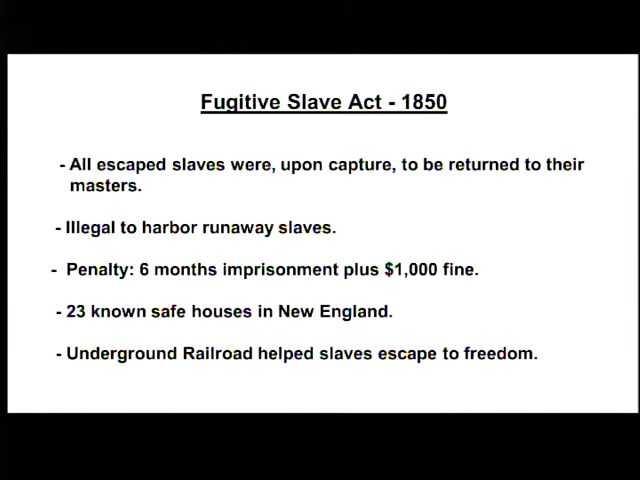 Fugitive Slave Act - 1850
- All escaped slaves were, upon capture, to be returned to their
masters.
- Illegal to harbor runaway slaves.
- Penalty: 6 months imprisonment plus $1,000 fine.
- 23 known safe houses in New England.
- Underground Railroad helped slaves escape to freedom.